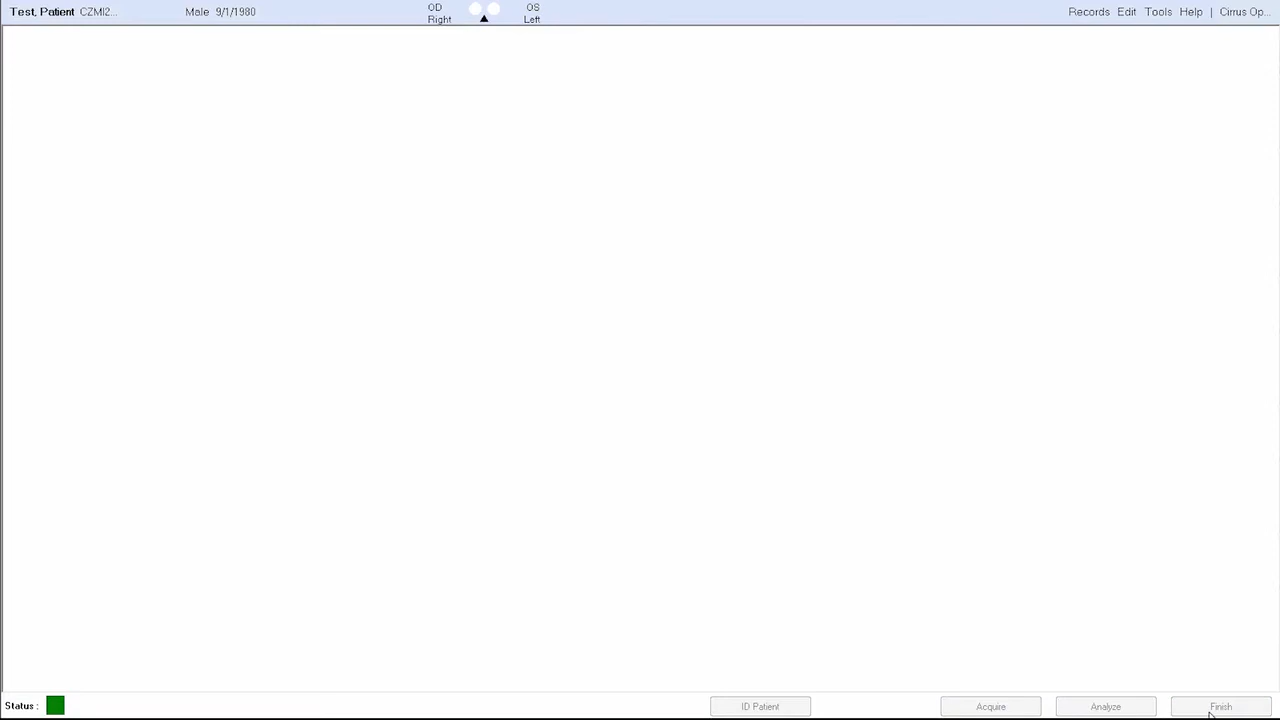 Test, Patient CZMI2... Male 9/1/1980 OD OS Records Edit Tools Help | Cirrus Op...
Right Left
Status : ID Patient Acquire Analyze Finish